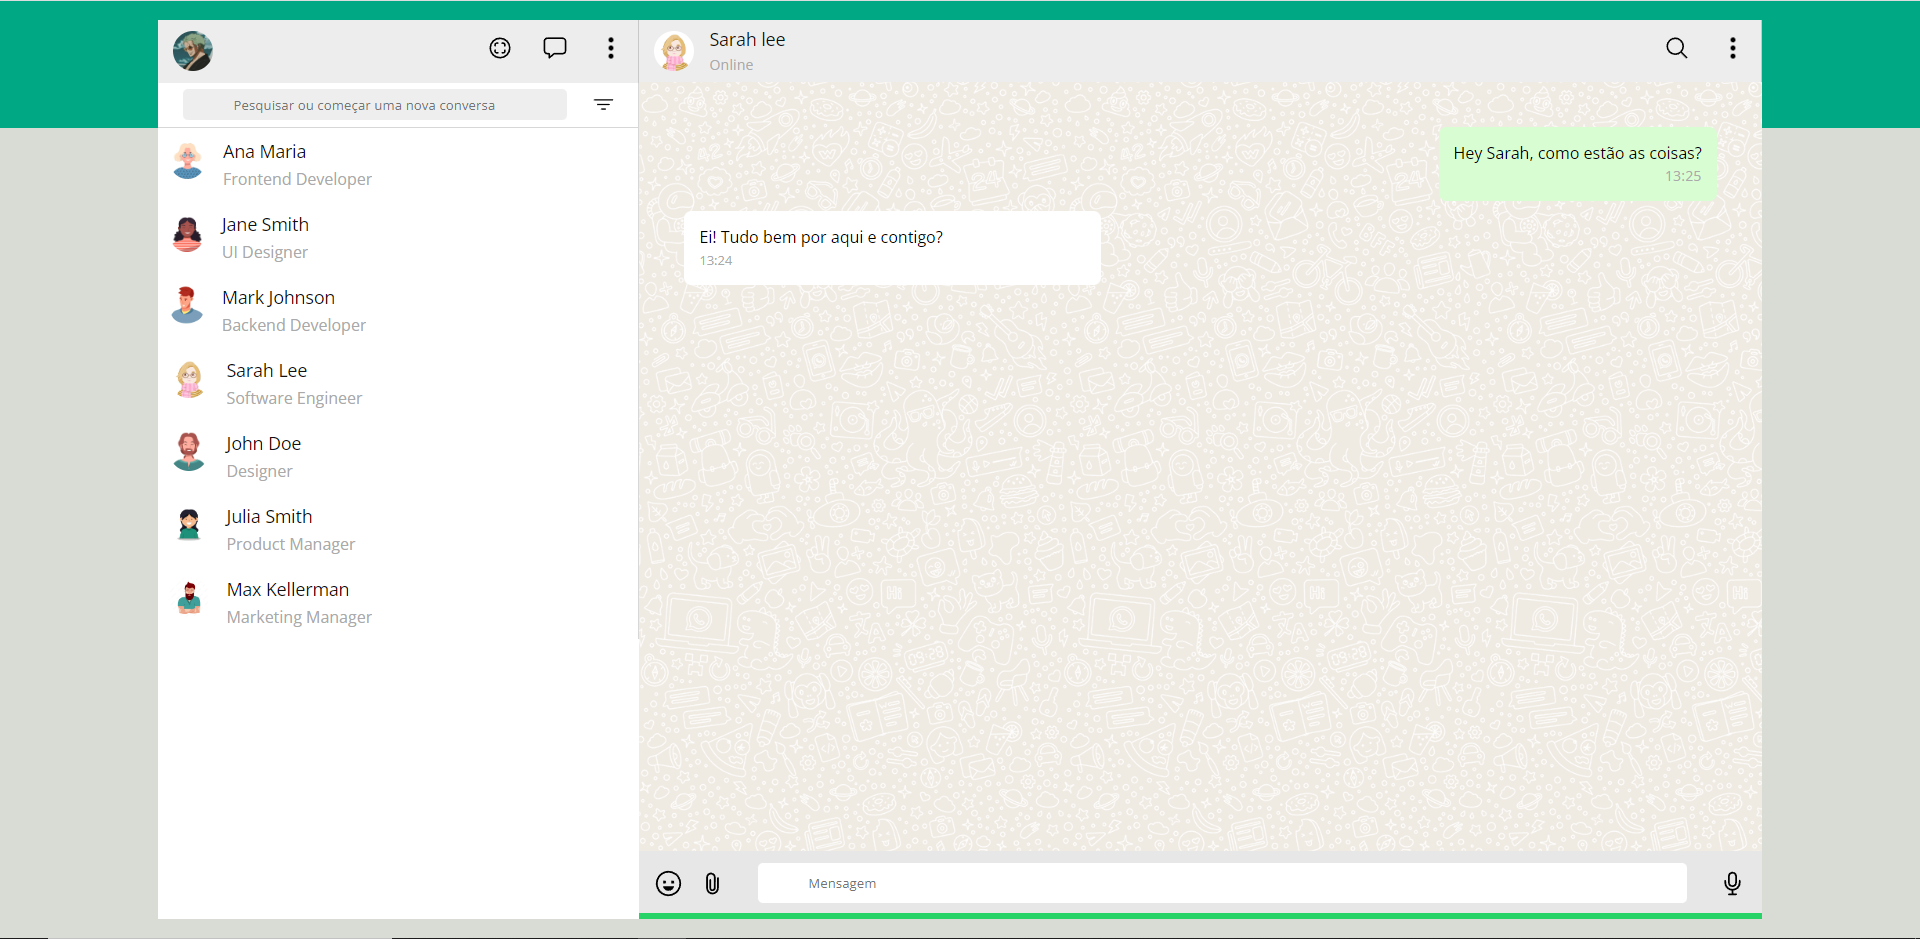 Pesquisar ou começar uma nova conversa
Ana Maria
Frontend Developer
Jane Smith
UI Designer
Mark Johnson
Backend Developer
Sarah Lee
Software Engineer
John Doe
Designer
Julia Smith
Product Manager
Max Kellerman
Marketing Manager
Sarah lee
Online
Hey Sarah, como estão as coisas?
13:25
Ei! Tudo bem por aqui e contigo?
13:24
Mensagem